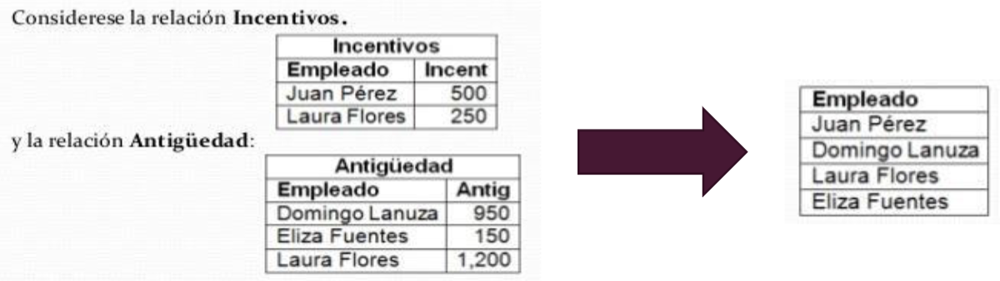 Considerese la relación Incentivos.
Incentivos
Empleado Incent
Juan Pérez 500
Laura Flores 250
y la relación Antigüedad:
Antigüedad
Empleado Antig
Domingo Lanuza 950
Eliza Fuentes 150
Laura Flores 1,200
Empleado
Juan Pérez
Domingo Lanuza
Laura Flores
Eliza Fuentes